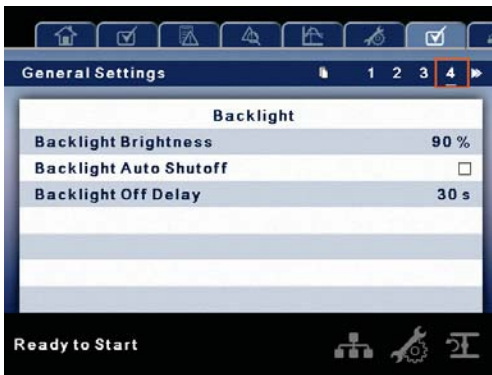 General Settings 1 2 3 4
Backlight
Backlight Brightness 90 %
Backlight Auto Shutoff
Backlight Off Delay 30 s
Ready to Start